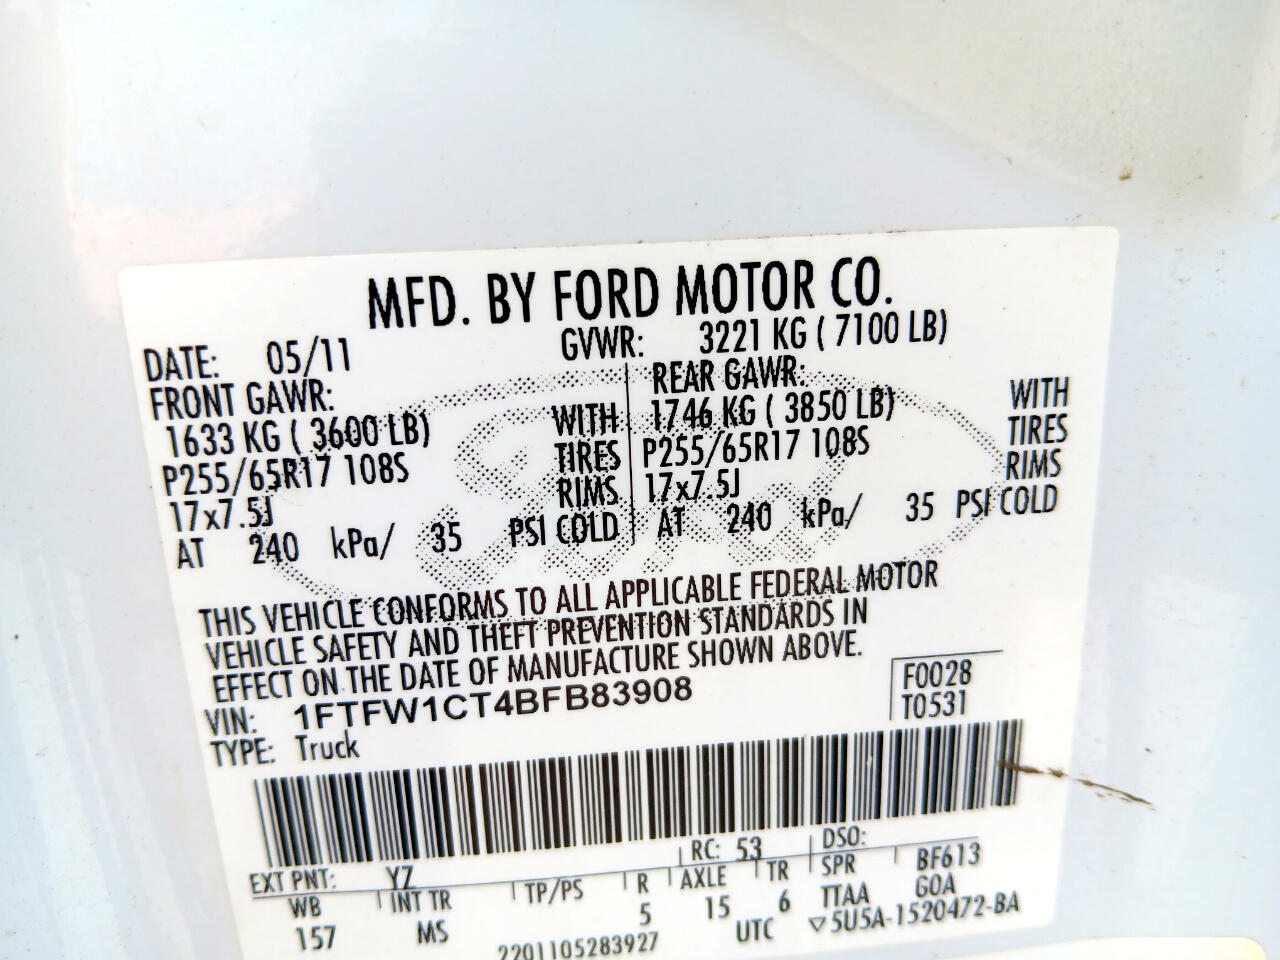 MFD. BY FORD MOTOR CO.
DATE: 05/11 GVWR: 3221 KG ( 7100 LB)
FRONT GAWR: REAR GAWR:
1633 KG ( 3600 LB) WITH 1746 KG ( 3850 LB) WITH
P255/65R17 108S TIRES P255/65R17 108S TIRES
17x7.5J RIMS 17x7.5J RIMS
AT 240 kPa/ 35 PSI COLD AT 240 kPa/ 35 PSI COLD
THIS VEHICLE CONFORMS TO ALL APPLICABLE FEDERAL MOTOR
VEHICLE SAFETY AND THEFT PREVENTION STANDARDS IN
EFFECT ON THE DATE OF MANUFACTURE SHOWN ABOVE.
VIN: 1FTFW1CT4BFB83908 F0028
TYPE: Truck T0531
EXT PNT: YZ RC: 53 DSO:
WB INT TR TP/PS R AXLE TR SPR BF613
157 MS 5 15 6 TTAA GOA
2201105283927 UTC ▽5U5A-1520472-BA